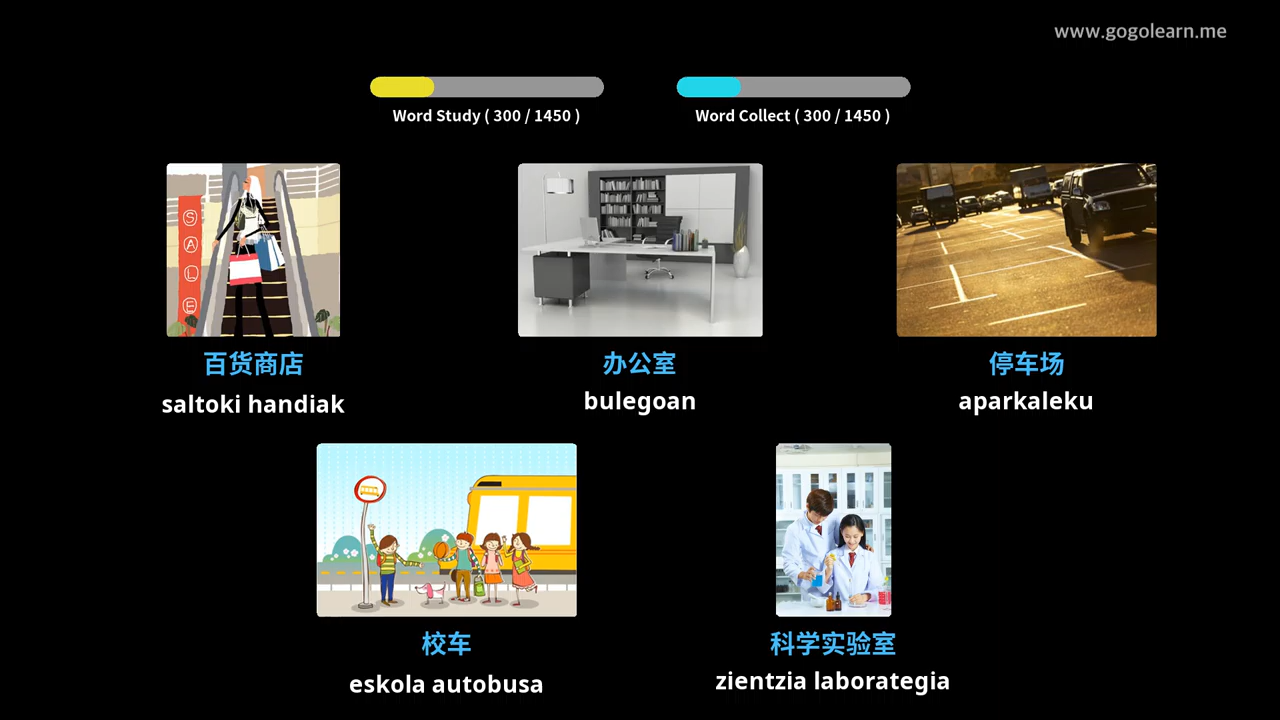 www.gogolearn.me
Word Study ( 300 / 1450 )
Word Collect ( 300 / 1450 )
S
A
L
E
百货商店
办公室
停车场
saltoki handiak
bulegoan
aparkaleku
校车
科学实验室
eskola autobusa
zientzia laborategia